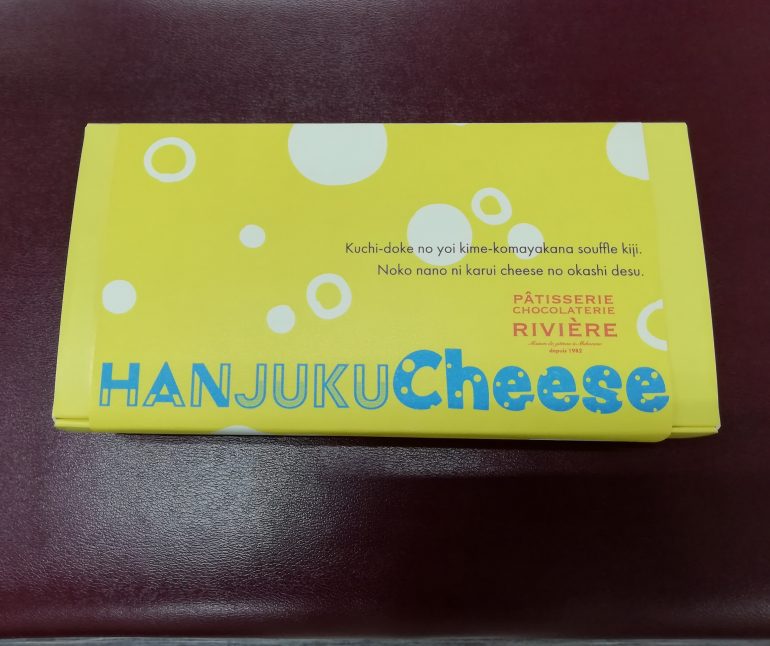 Kuchi-doke no yoi kime-komayakana souffle kiji.
Noko nano ni karui cheese no okashi desu.
PÂTISSERIE
CHOCOLATERIE
RIVIÈRE
depuis 1982
HANJUKUCheese